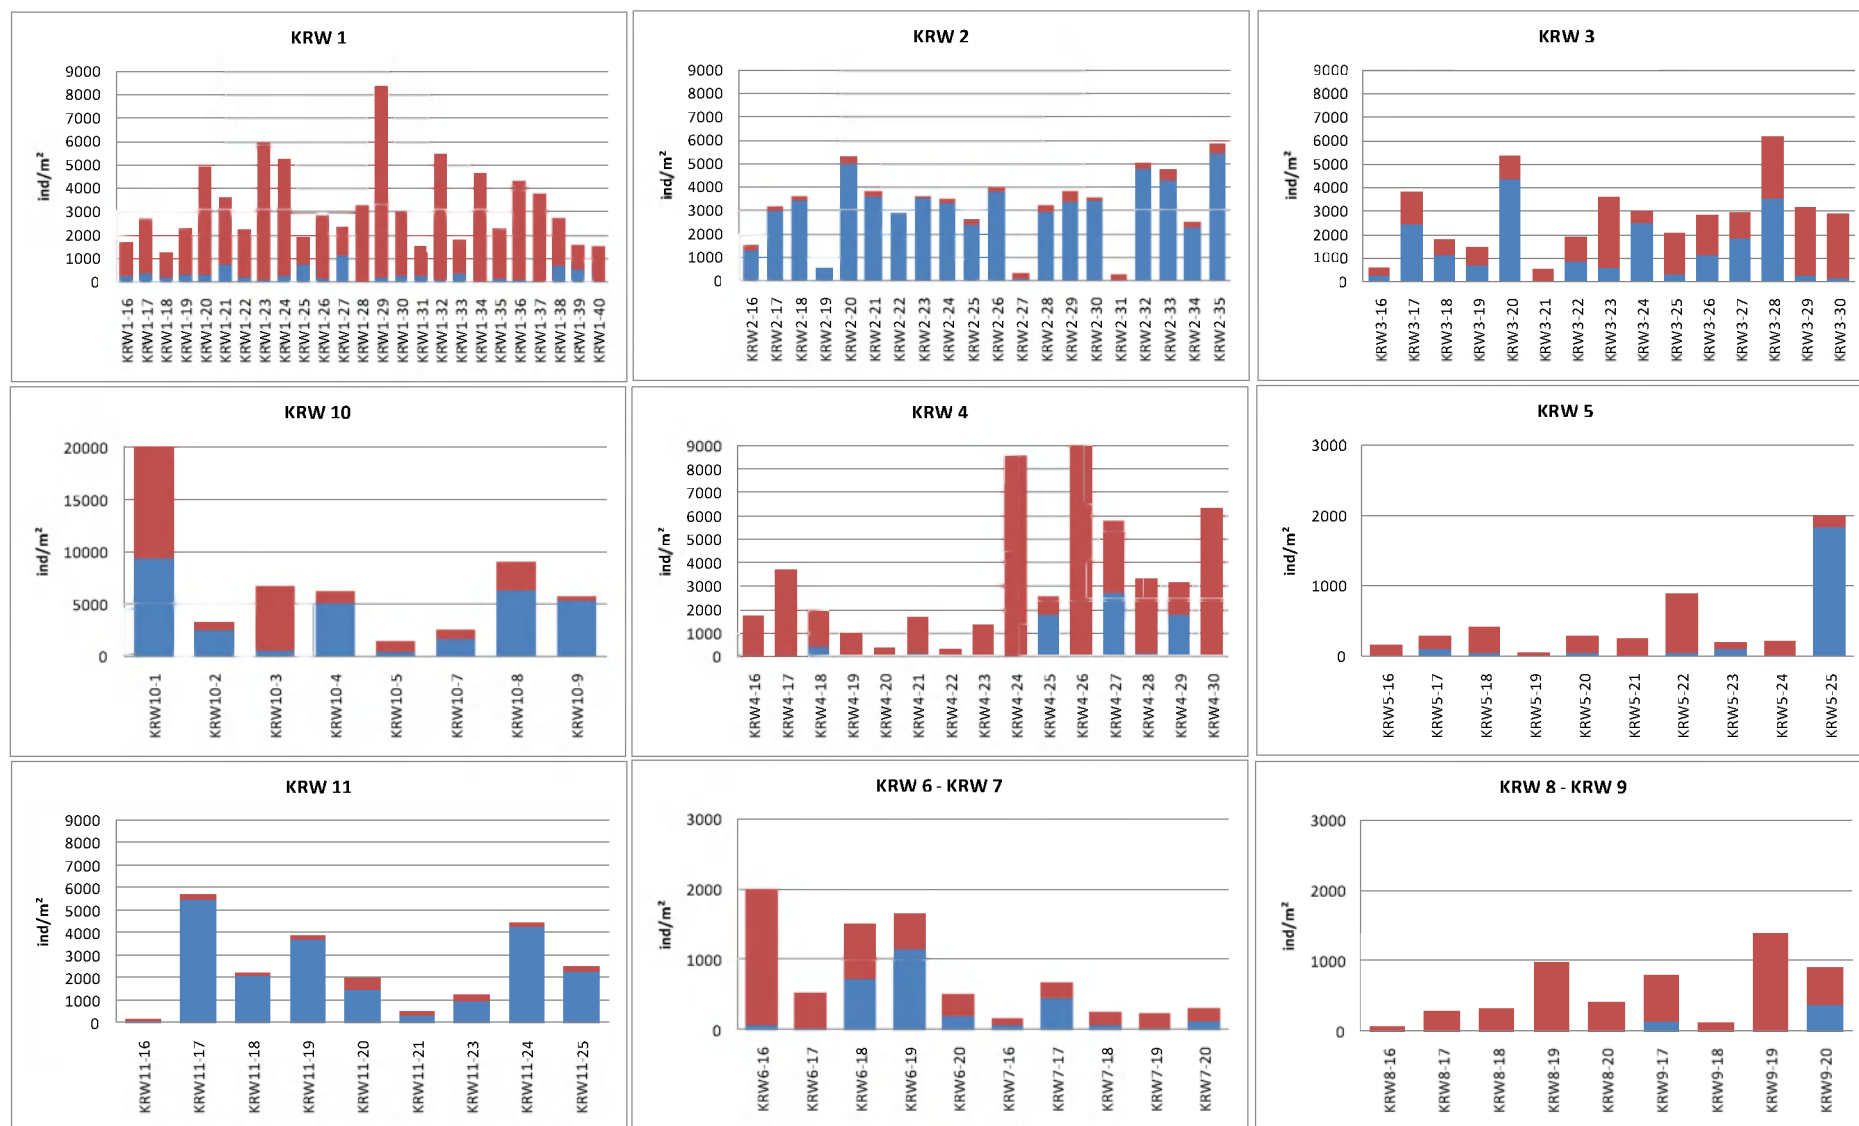 KRW 1
9000
8000
7000
6000
5000
4000
3000
2000
1000
0
ind/m²
KRW1-16
KRW1-17
KRW1-18
KRW1-19
KRW1-20
KRW1-21
KRW1-22
KRW1-23
KRW1-24
KRW1-25
KRW1-26
KRW1-27
KRW1-28
KRW1-29
KRW1-30
KRW1-31
KRW1-32
KRW1-33
KRW1-34
KRW1-35
KRW1-36
KRW1-37
KRW1-38
KRW1-39
KRW1-40
KRW 2
9000
8000
7000
6000
5000
4000
3000
2000
1000
0
ind/m²
KRW2-16
KRW2-17
KRW2-18
KRW2-19
KRW2-20
KRW2-21
KRW2-22
KRW2-23
KRW2-24
KRW2-25
KRW2-26
KRW2-27
KRW2-28
KRW2-29
KRW2-30
KRW2-31
KRW2-32
KRW2-33
KRW2-34
KRW2-35
KRW 3
9000
8000
7000
6000
5000
4000
3000
2000
1000
0
ind/m²
KRW3-16
KRW3-17
KRW3-18
KRW3-19
KRW3-20
KRW3-21
KRW3-22
KRW3-23
KRW3-24
KRW3-25
KRW3-26
KRW3-27
KRW3-28
KRW3-29
KRW3-30
KRW 10
20000
15000
10000
5000
0
ind/m²
KRW10-1
KRW10-2
KRW10-3
KRW10-4
KRW10-5
KRW10-7
KRW10-8
KRW10-9
KRW 4
9000
8000
7000
6000
5000
4000
3000
2000
1000
0
ind/m²
KRW4-16
KRW4-17
KRW4-18
KRW4-19
KRW4-20
KRW4-21
KRW4-22
KRW4-23
KRW4-24
KRW4-25
KRW4-26
KRW4-27
KRW4-28
KRW4-29
KRW4-30
KRW 5
3000
2000
1000
0
ind/m²
KRW5-16
KRW5-17
KRW5-18
KRW5-19
KRW5-20
KRW5-21
KRW5-22
KRW5-23
KRW5-24
KRW5-25
KRW 11
9000
8000
7000
6000
5000
4000
3000
2000
1000
0
ind/m²
KRW11-16
KRW11-17
KRW11-18
KRW11-19
KRW11-20
KRW11-21
KRW11-23
KRW11-24
KRW11-25
KRW 6 - KRW 7
3000
2000
1000
0
ind/m²
KRW6-16
KRW6-17
KRW6-18
KRW6-19
KRW6-20
KRW7-16
KRW7-17
KRW7-18
KRW7-19
KRW7-20
KRW 8 - KRW 9
3000
2000
1000
0
ind/m²
KRW8-16
KRW8-17
KRW8-18
KRW8-19
KRW8-20
KRW9-17
KRW9-18
KRW9-19
KRW9-20